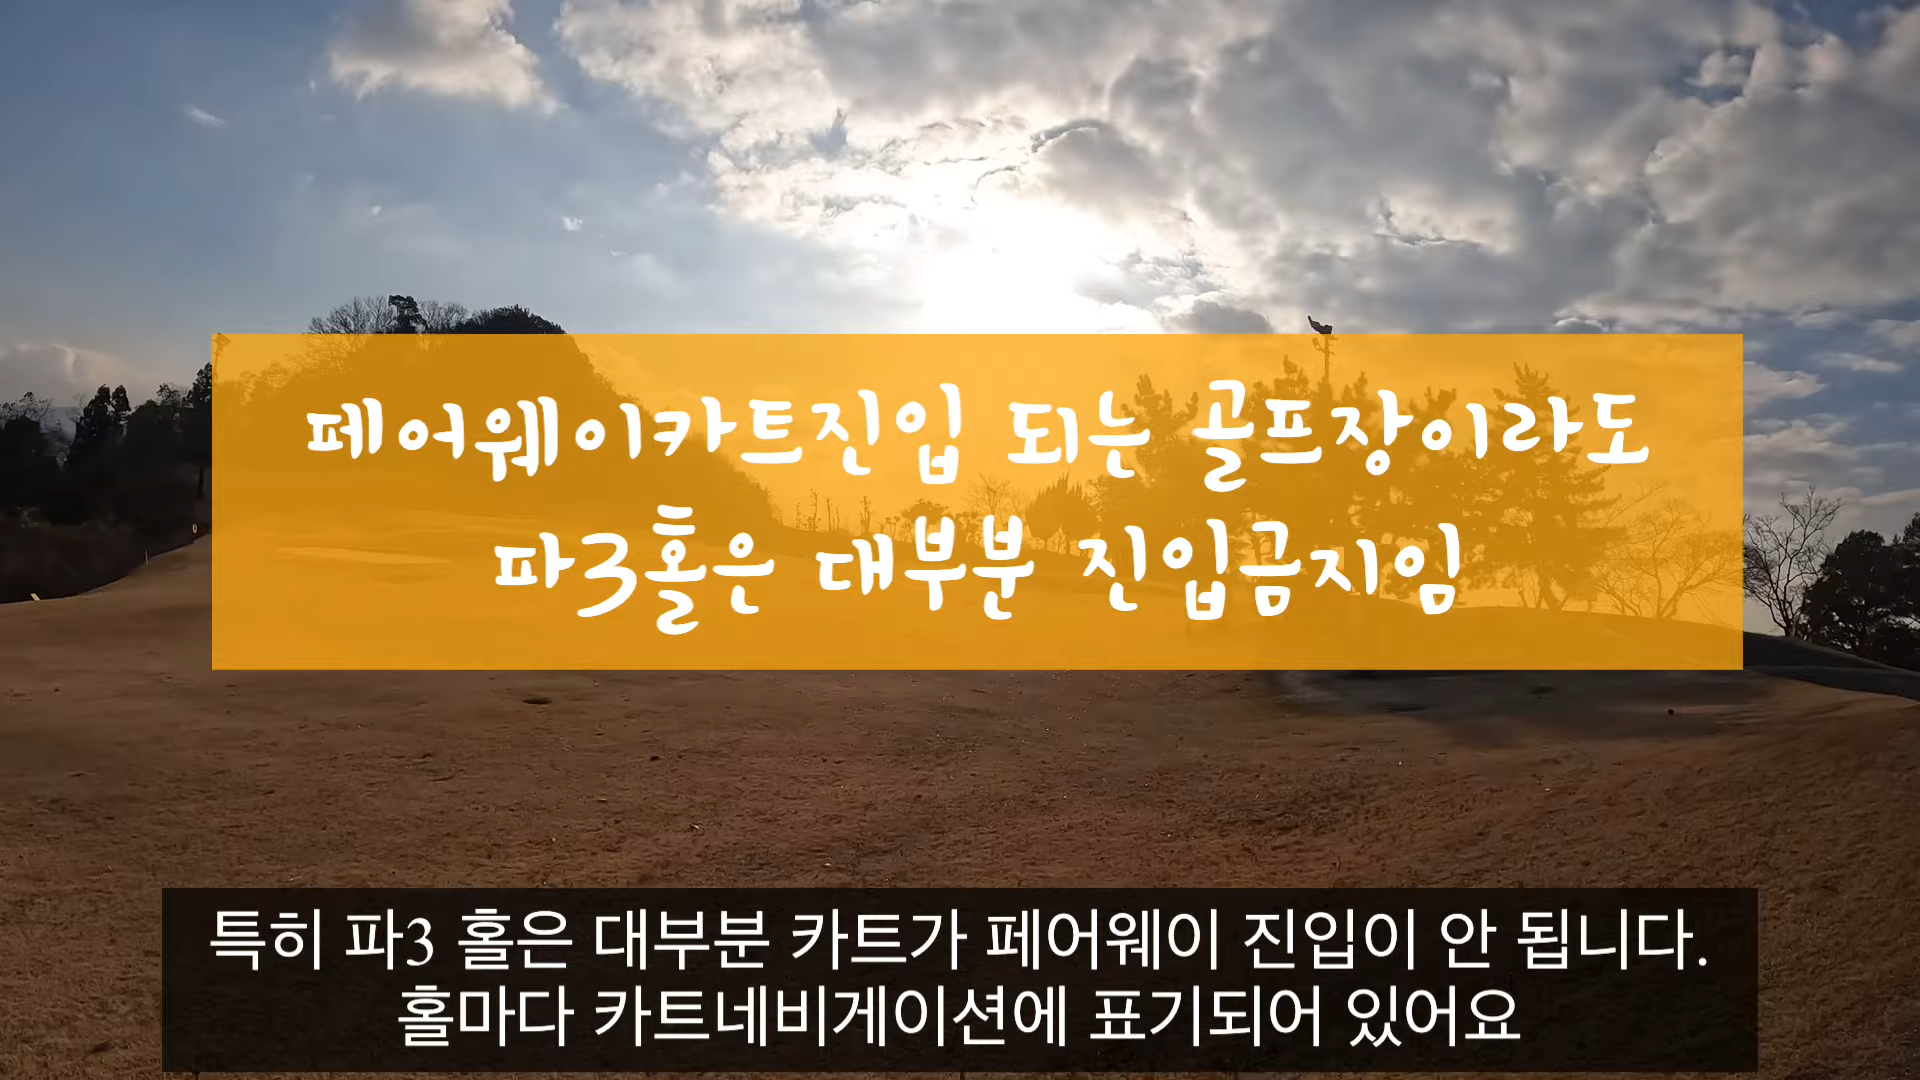 페어웨이카트진입 되는 골프장이라도
파3홀은 대부분 진입금지임
특히 파3 홀은 대부분 카트가 페어웨이 진입이 안 됩니다.
홀마다 카트네비게이션에 표기되어 있어요